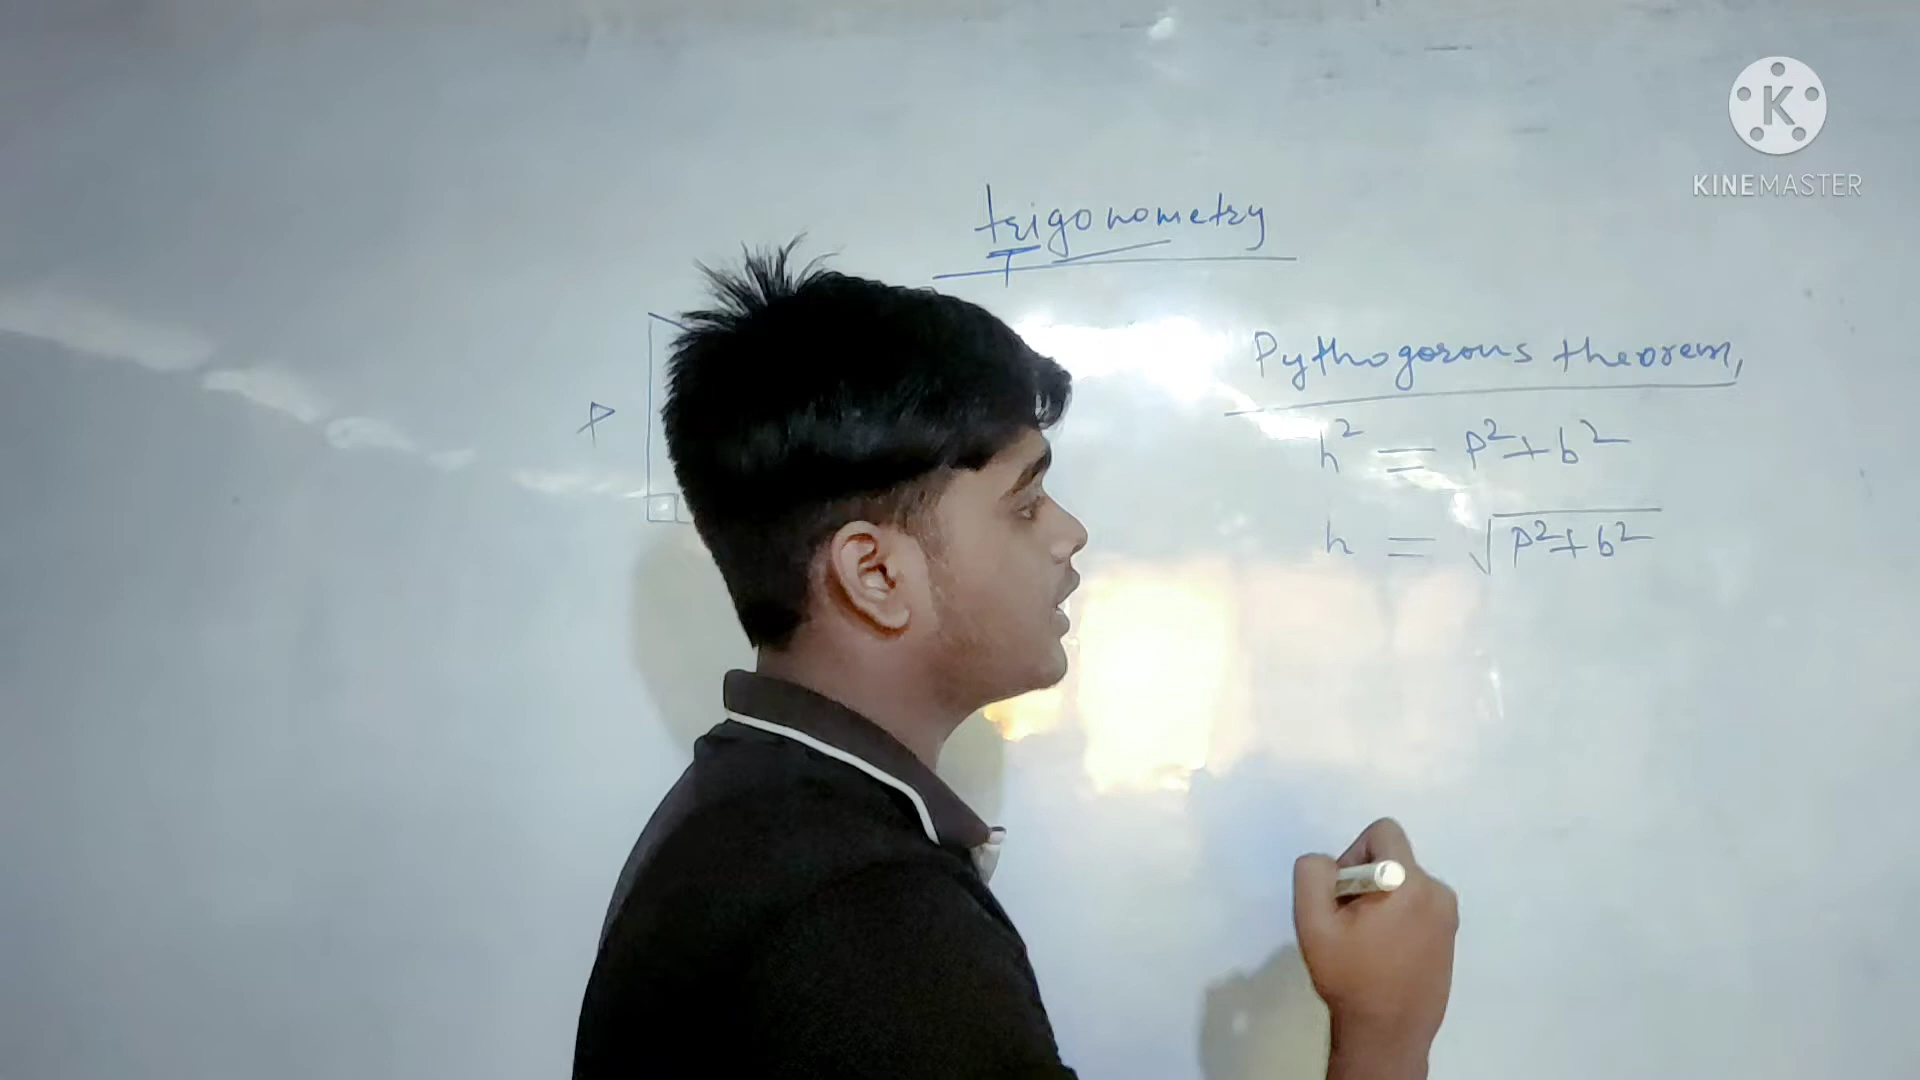 K
KINEMASTER
trigonometry
T
Pythogorous theorem,
P
h² = P²+b²
h = √P²+b²